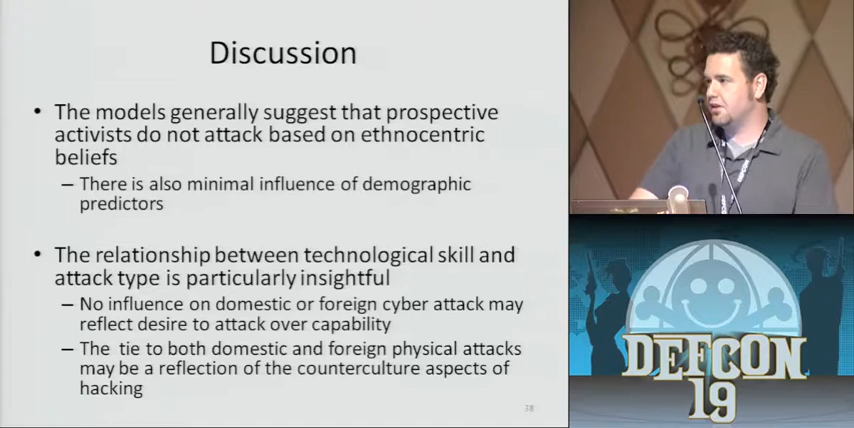 Discussion
• The models generally suggest that prospective
activists do not attack based on ethnocentric
beliefs
– There is also minimal influence of demographic
predictors
• The relationship between technological skill and
attack type is particularly insightful
– No influence on domestic or foreign cyber attack may
reflect desire to attack over capability
– The tie to both domestic and foreign physical attacks
may be a reflection of the counterculture aspects of
hacking
38
DEFCON
19